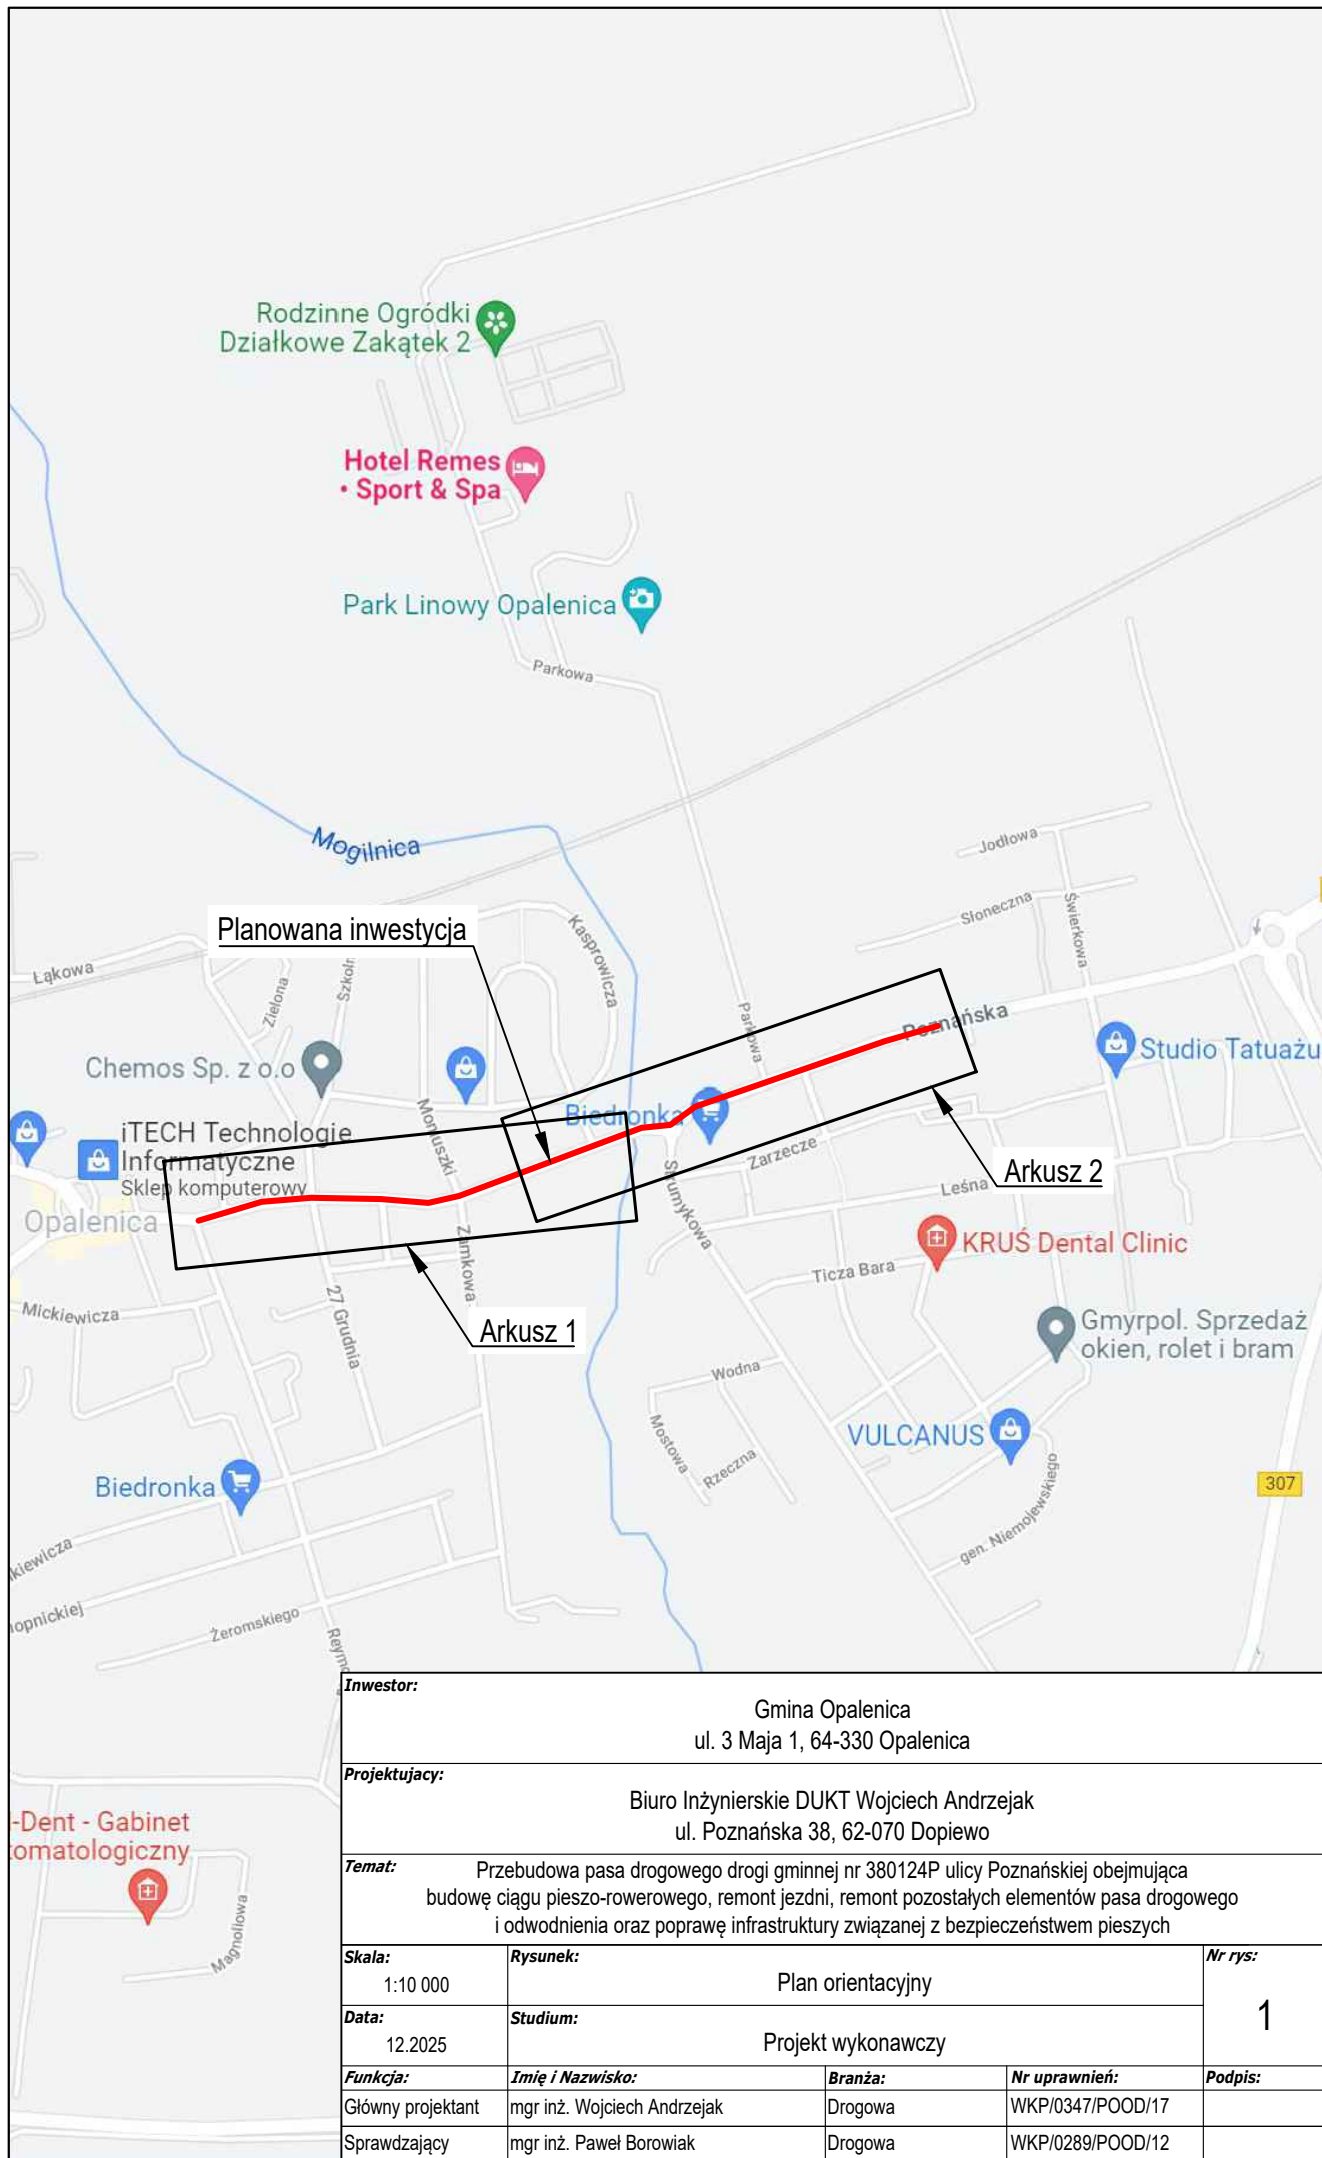 Rodzinne Ogródki
Działkowe Zakątek 2
Hotel Remes
• Sport & Spa
Park Linowy Opalenica
Parkowa
Mogilnica
Jodłowa
Słoneczna
Świerkowa
Planowana inwestycja
Kasprowicza
Łąkowa
Zielona
Szkoln
Parkowa
Poznańska
Studio Tatuażu
Chemos Sp. z o.o
Moniuszki
Biedronka
iTECH Technologie
Informatyczne
Sklep komputerowy
Zarzecze
Arkusz 2
Leśna
Strumykowa
Opalenica
Zamkowa
KRUŚ Dental Clinic
Ticza Bara
Mickiewicza
27 Grudnia
Arkusz 1
Gmyrpol. Sprzedaż
okien, rolet i bram
Wodna
Mostowa
Rzeczna
VULCANUS
Biedronka
307
gen. Niemojewskiego
kiewicza
opnickiej
Żeromskiego
Reymo
-Dent - Gabinet
tomatologiczny
Magnoliowa
Inwestor:
Gmina Opalenica
ul. 3 Maja 1, 64-330 Opalenica
Projektujacy:
Biuro Inżynierskie DUKT Wojciech Andrzejak
ul. Poznańska 38, 62-070 Dopiewo
Temat: Przebudowa pasa drogowego drogi gminnej nr 380124P ulicy Poznańskiej obejmująca
budowę ciągu pieszo-rowerowego, remont jezdni, remont pozostałych elementów pasa drogowego
i odwodnienia oraz poprawę infrastruktury związanej z bezpieczeństwem pieszych
Skala: Rysunek: Nr rys:
1:10 000 Plan orientacyjny
1
Data: Studium:
12.2025 Projekt wykonawczy
Funkcja: Imię i Nazwisko: Branża: Nr uprawnień: Podpis:
Główny projektant mgr inż. Wojciech Andrzejak Drogowa WKP/0347/POOD/17
Sprawdzający mgr inż. Paweł Borowiak Drogowa WKP/0289/POOD/12